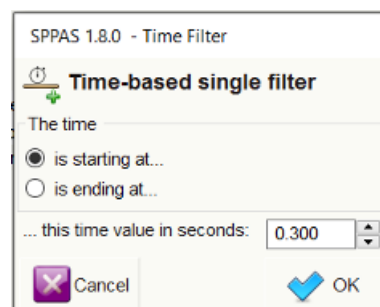 SPPAS 1.8.0 - Time Filter
Time-based single filter
The time
is starting at...
is ending at...
... this time value in seconds: 0.300
Cancel OK